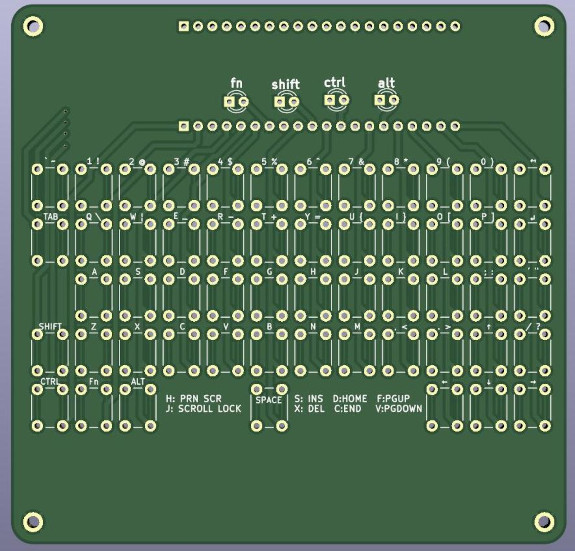 fn shift ctrl alt
` ~ 1 ! 2 @ 3 # 4 $ 5 % 6 ^ 7 & 8 * 9 ( 0 ) ↰
TAB Q \ W ¦ E _ R - T + Y = U { I } O [ P ] ↲
A S D F G H J K L ; : ' "
SHIFT Z X C V B N M , < . > ↑ / ?
CTRL Fn ALT SPACE ← ↓ →
H: PRN SCR S: INS D:HOME F:PGUP
J: SCROLL LOCK X: DEL C:END V:PGDOWN